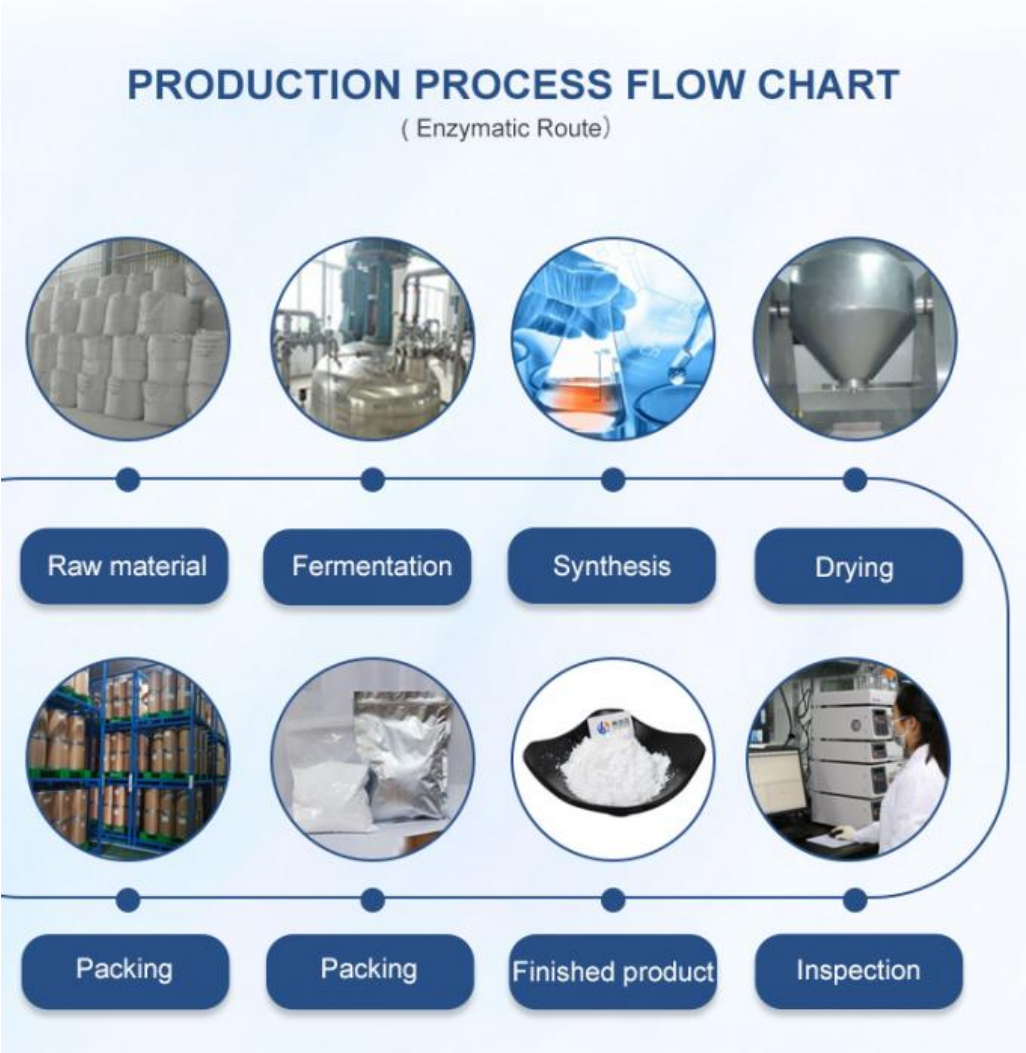 PRODUCTION PROCESS FLOW CHART
( Enzymatic Route）
Raw material
Fermentation
Synthesis
Drying
Packing
Packing
Finished product
Inspection